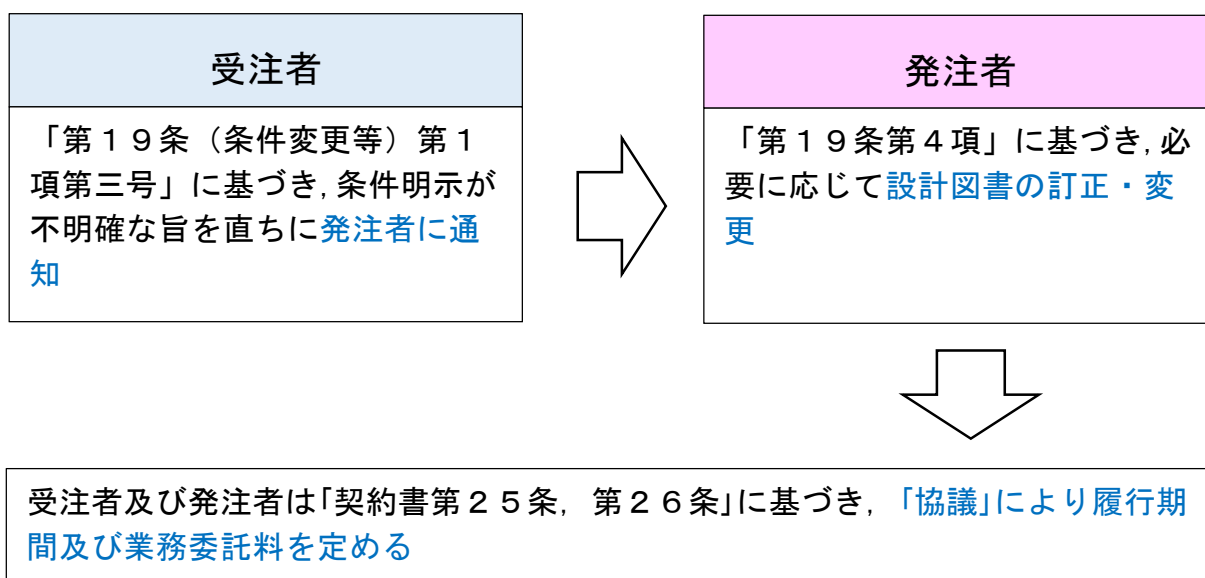 受注者
「第１９条（条件変更等）第１
項第三号」に基づき,条件明示が
不明確な旨を直ちに発注者に通
知
発注者
「第１９条第４項」に基づき,必
要に応じて設計図書の訂正・変
更
受注者及び発注者は｢契約書第２５条，第２６条｣に基づき，｢協議｣により履行期
間及び業務委託料を定める